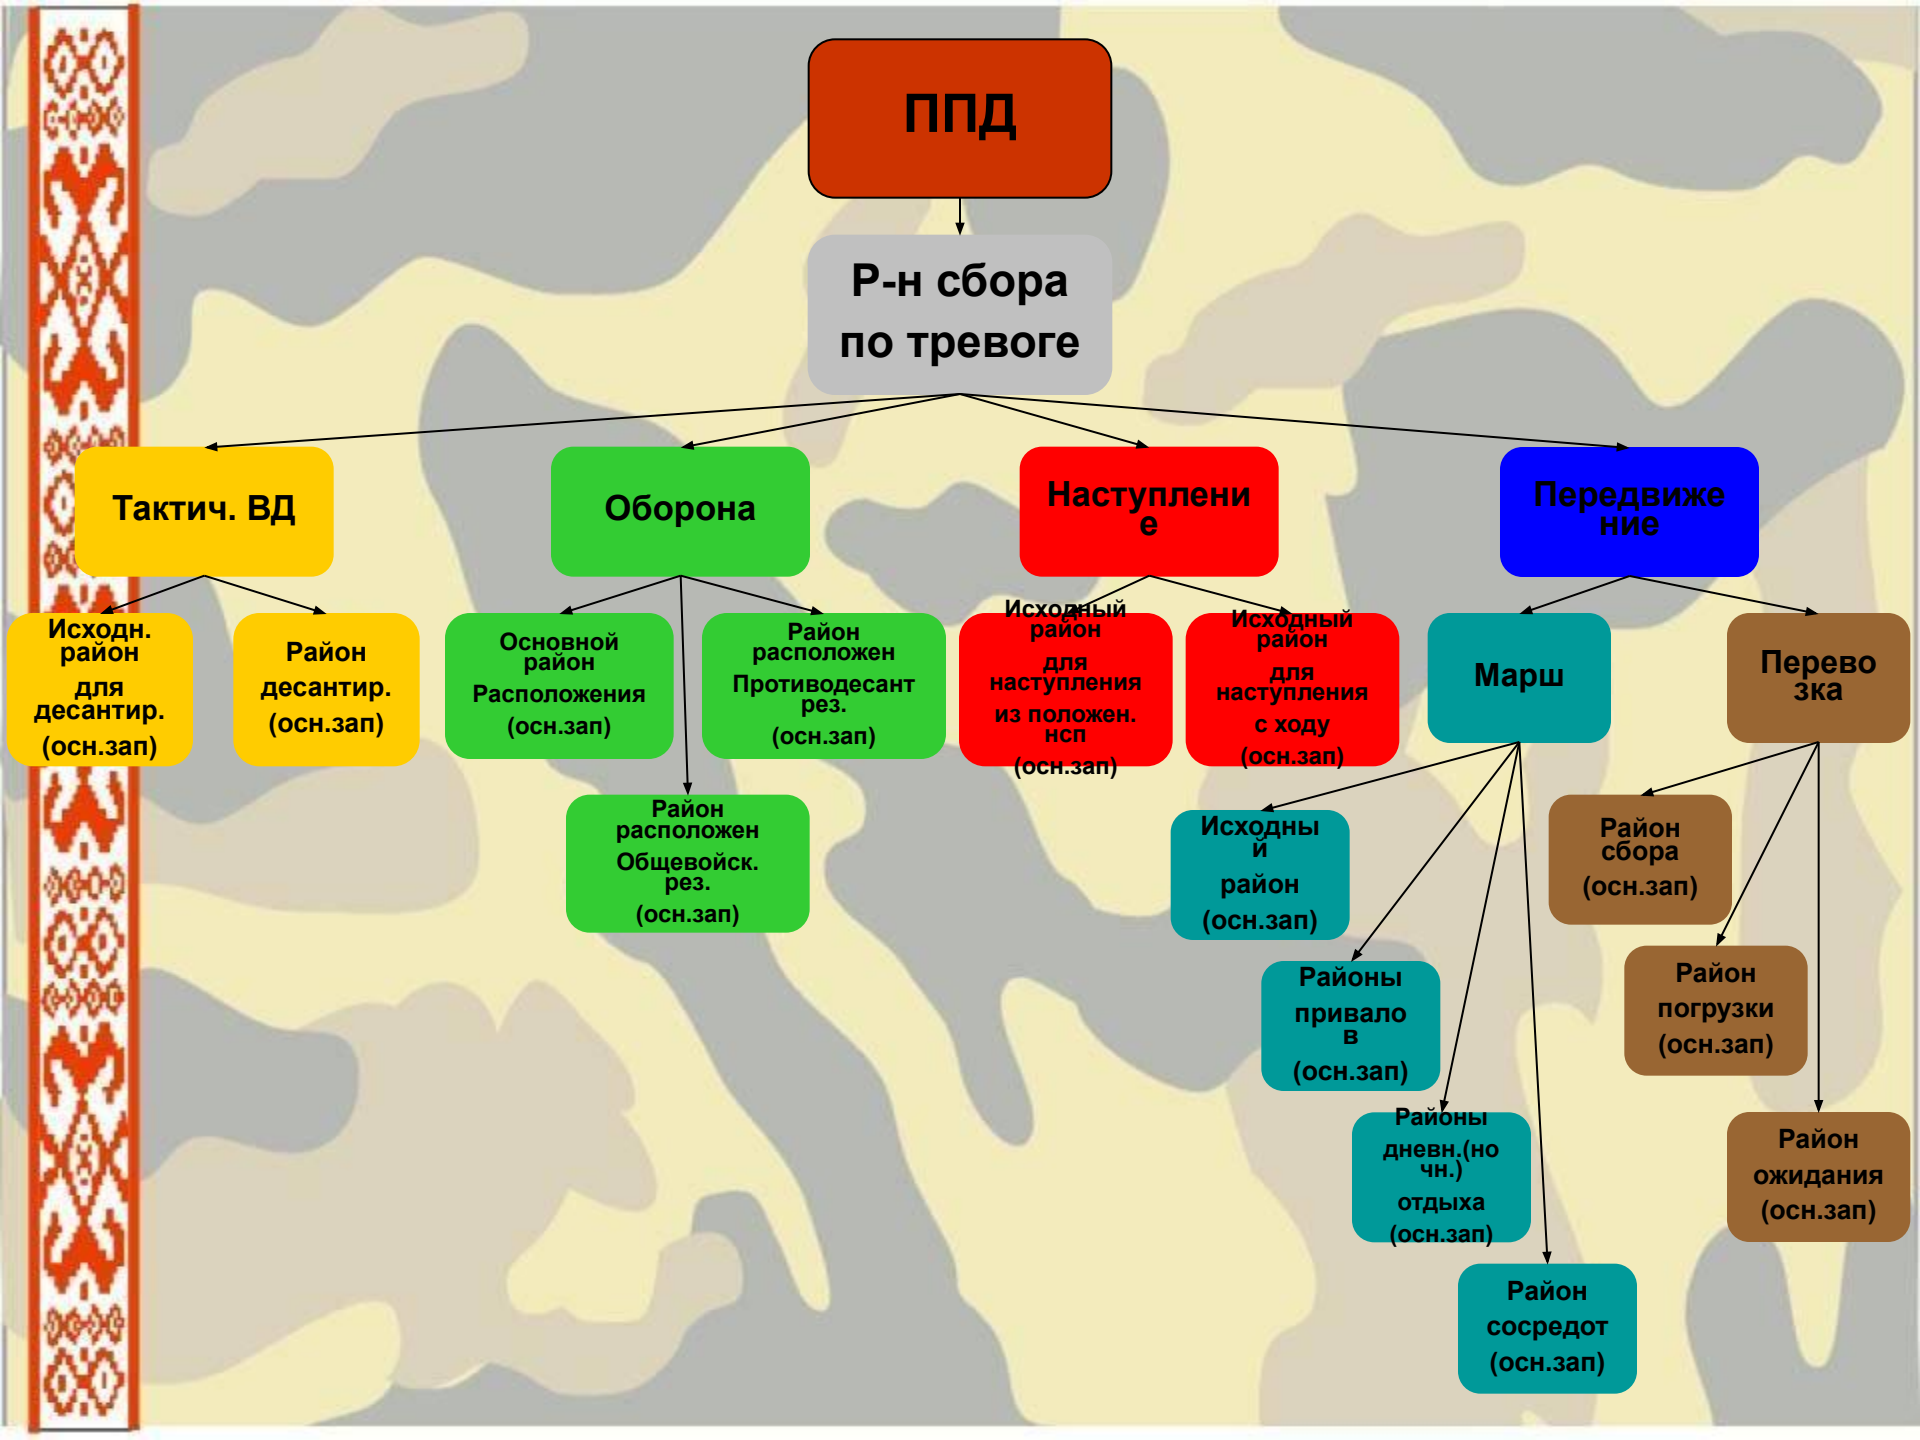 ППД
Р-н сбора
по тревоге
Тактич. ВД
Оборона
Наступлени
е
Передвиже
ние
Исходн.
район
для
десантир.
(осн.зап)
Район
десантир.
(осн.зап)
Основной
район
Расположения
(осн.зап)
Район
расположен
Противодесант
рез.
(осн.зап)
Исходный
район
для
наступления
из положен.
нсп
(осн.зап)
Исходный
район
для
наступления
с ходу
(осн.зап)
Марш
Перево
зка
Район
расположен
Общевойск.
рез.
(осн.зап)
Исходны
й
район
(осн.зап)
Район
сбора
(осн.зап)
Районы
привало
в
(осн.зап)
Район
погрузки
(осн.зап)
Районы
дневн.(но
чн.)
отдыха
(осн.зап)
Район
ожидания
(осн.зап)
Район
сосредот
(осн.зап)